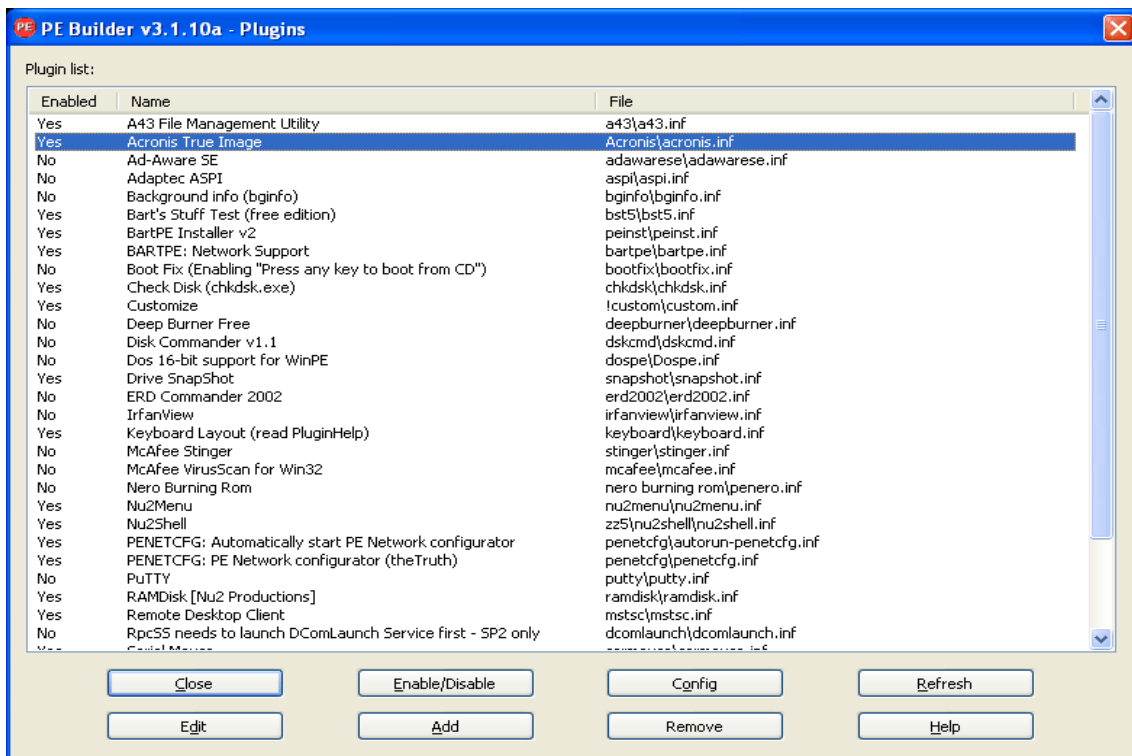 PE PE Builder v3.1.10a - Plugins
Plugin list:
Enabled Name File
Yes A43 File Management Utility a43\a43.inf
Yes Acronis True Image Acronis\acronis.inf
No Ad-Aware SE adawarese\adawarese.inf
No Adaptec ASPI aspi\aspi.inf
No Background info (bginfo) bginfo\bginfo.inf
Yes Bart's Stuff Test (free edition) bst5\bst5.inf
Yes BartPE Installer v2 peinst\peinst.inf
Yes BARTPE: Network Support bartpe\bartpe.inf
No Boot Fix (Enabling "Press any key to boot from CD") bootfix\bootfix.inf
Yes Check Disk (chkdsk.exe) chkdsk\chkdsk.inf
Yes Customize !custom\custom.inf
No Deep Burner Free deepburner\deepburner.inf
No Disk Commander v1.1 dskcmd\dskcmd.inf
No Dos 16-bit support for WinPE dospe\Dospe.inf
Yes Drive SnapShot snapshot\snapshot.inf
No ERD Commander 2002 erd2002\erd2002.inf
No IrfanView irfanview\irfanview.inf
Yes Keyboard Layout (read PluginHelp) keyboard\keyboard.inf
No McAfee Stinger stinger\stinger.inf
No McAfee VirusScan for Win32 mcafee\mcafee.inf
No Nero Burning Rom nero burning rom\penero.inf
Yes Nu2Menu nu2menu\nu2menu.inf
Yes Nu2Shell zz5\nu2shell\nu2shell.inf
Yes PENETCFG: Automatically start PE Network configurator penetcfg\autorun-penetcfg.inf
Yes PENETCFG: PE Network configurator (theTruth) penetcfg\penetcfg.inf
No PuTTY putty\putty.inf
Yes RAMDisk [Nu2 Productions] ramdisk\ramdisk.inf
Yes Remote Desktop Client mstsc\mstsc.inf
No RpcSS needs to launch DComLaunch Service first - SP2 only dcomlaunch\dcomlaunch.inf
Close Enable/Disable Config Refresh
Edit Add Remove Help